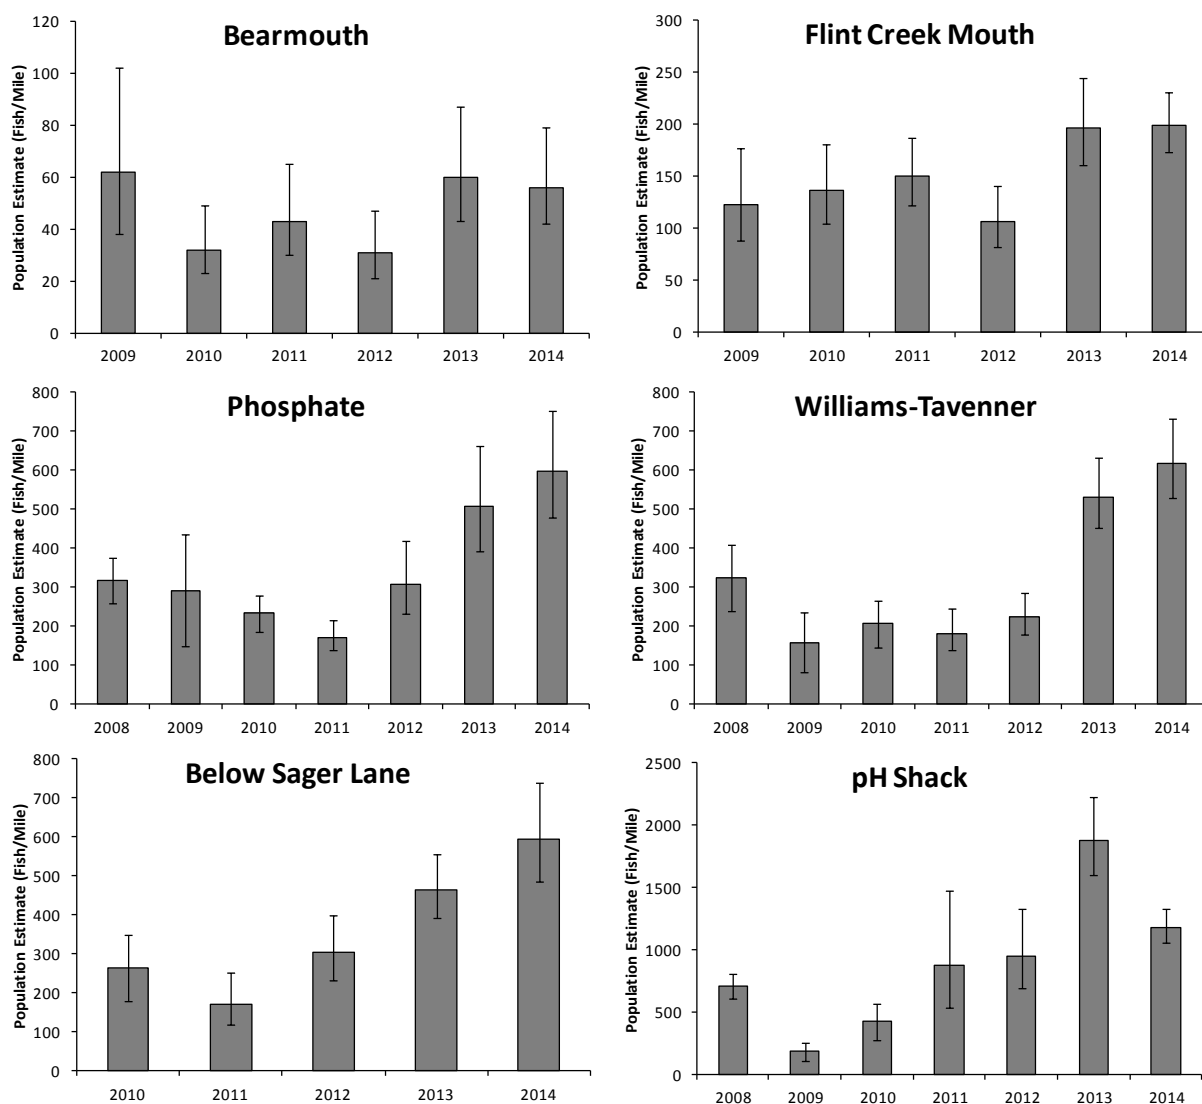 Bearmouth
Population Estimate (Fish/Mile)
120
100
80
60
40
20
0
2009 2010 2011 2012 2013 2014
Flint Creek Mouth
Population Estimate (Fish/Mile)
300
250
200
150
100
50
0
2009 2010 2011 2012 2013 2014
Phosphate
Population Estimate (Fish/Mile)
800
700
600
500
400
300
200
100
0
2008 2009 2010 2011 2012 2013 2014
Williams-Tavenner
Population Estimate (Fish/Mile)
800
700
600
500
400
300
200
100
0
2008 2009 2010 2011 2012 2013 2014
Below Sager Lane
Population Estimate (Fish/Mile)
800
700
600
500
400
300
200
100
0
2010 2011 2012 2013 2014
pH Shack
Population Estimate (Fish/Mile)
2500
2000
1500
1000
500
0
2008 2009 2010 2011 2012 2013 2014